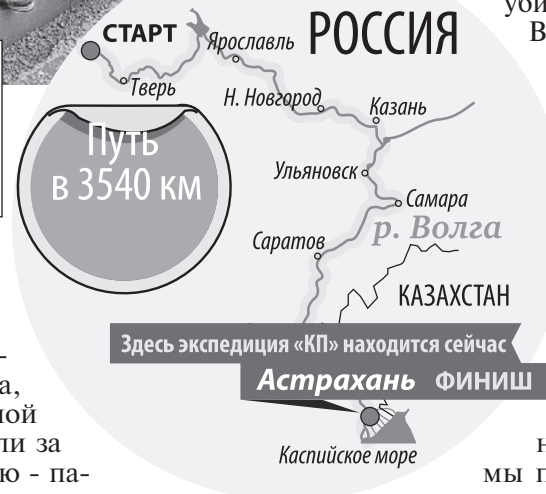 СТАРТ
Ярославль
РОССИЯ
Тверь
Н. Новгород
Казань
Путь
в 3540 км
Ульяновск
Самара
р. Волга
Саратов
КАЗАХСТАН
Здесь экспедиция «КП» находится сейчас
Астрахань ФИНИШ
Каспийское море
уби
В
а,
ной
ли за
ю - па-
н
мы п